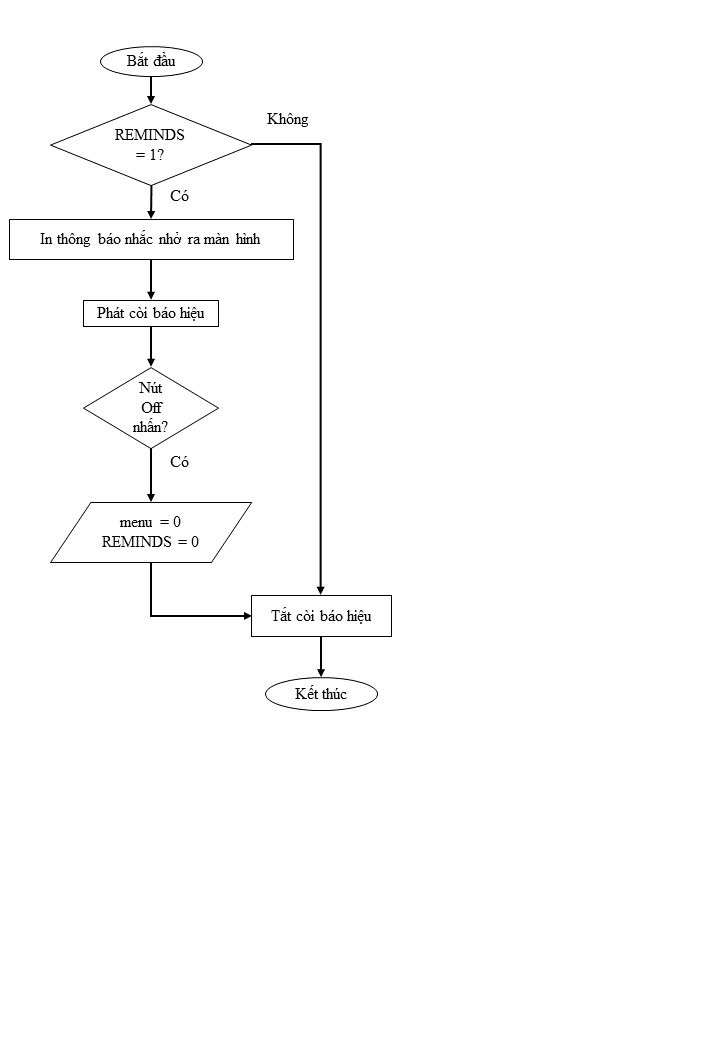 Bắt đầu
Không
REMINDS
= 1?
Có
In thông báo nhắc nhở ra màn hình
Phát còi báo hiệu
Nút
Off
nhấn?
Có
menu = 0
REMINDS = 0
Tắt còi báo hiệu
Kết thúc